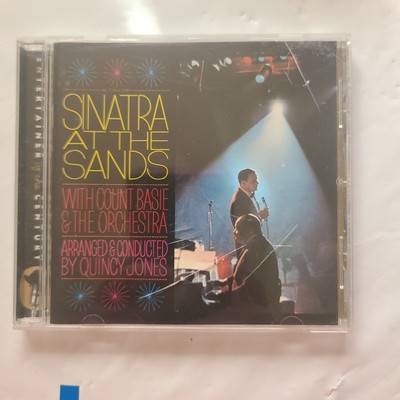 SINATRA
AT THE
SANDS
WITH COUNT BASIE
& THE ORCHESTRA
ARRANGED & CONDUCTED
BY QUINCY JONES
ENTERTAINER OF THE CENTURY